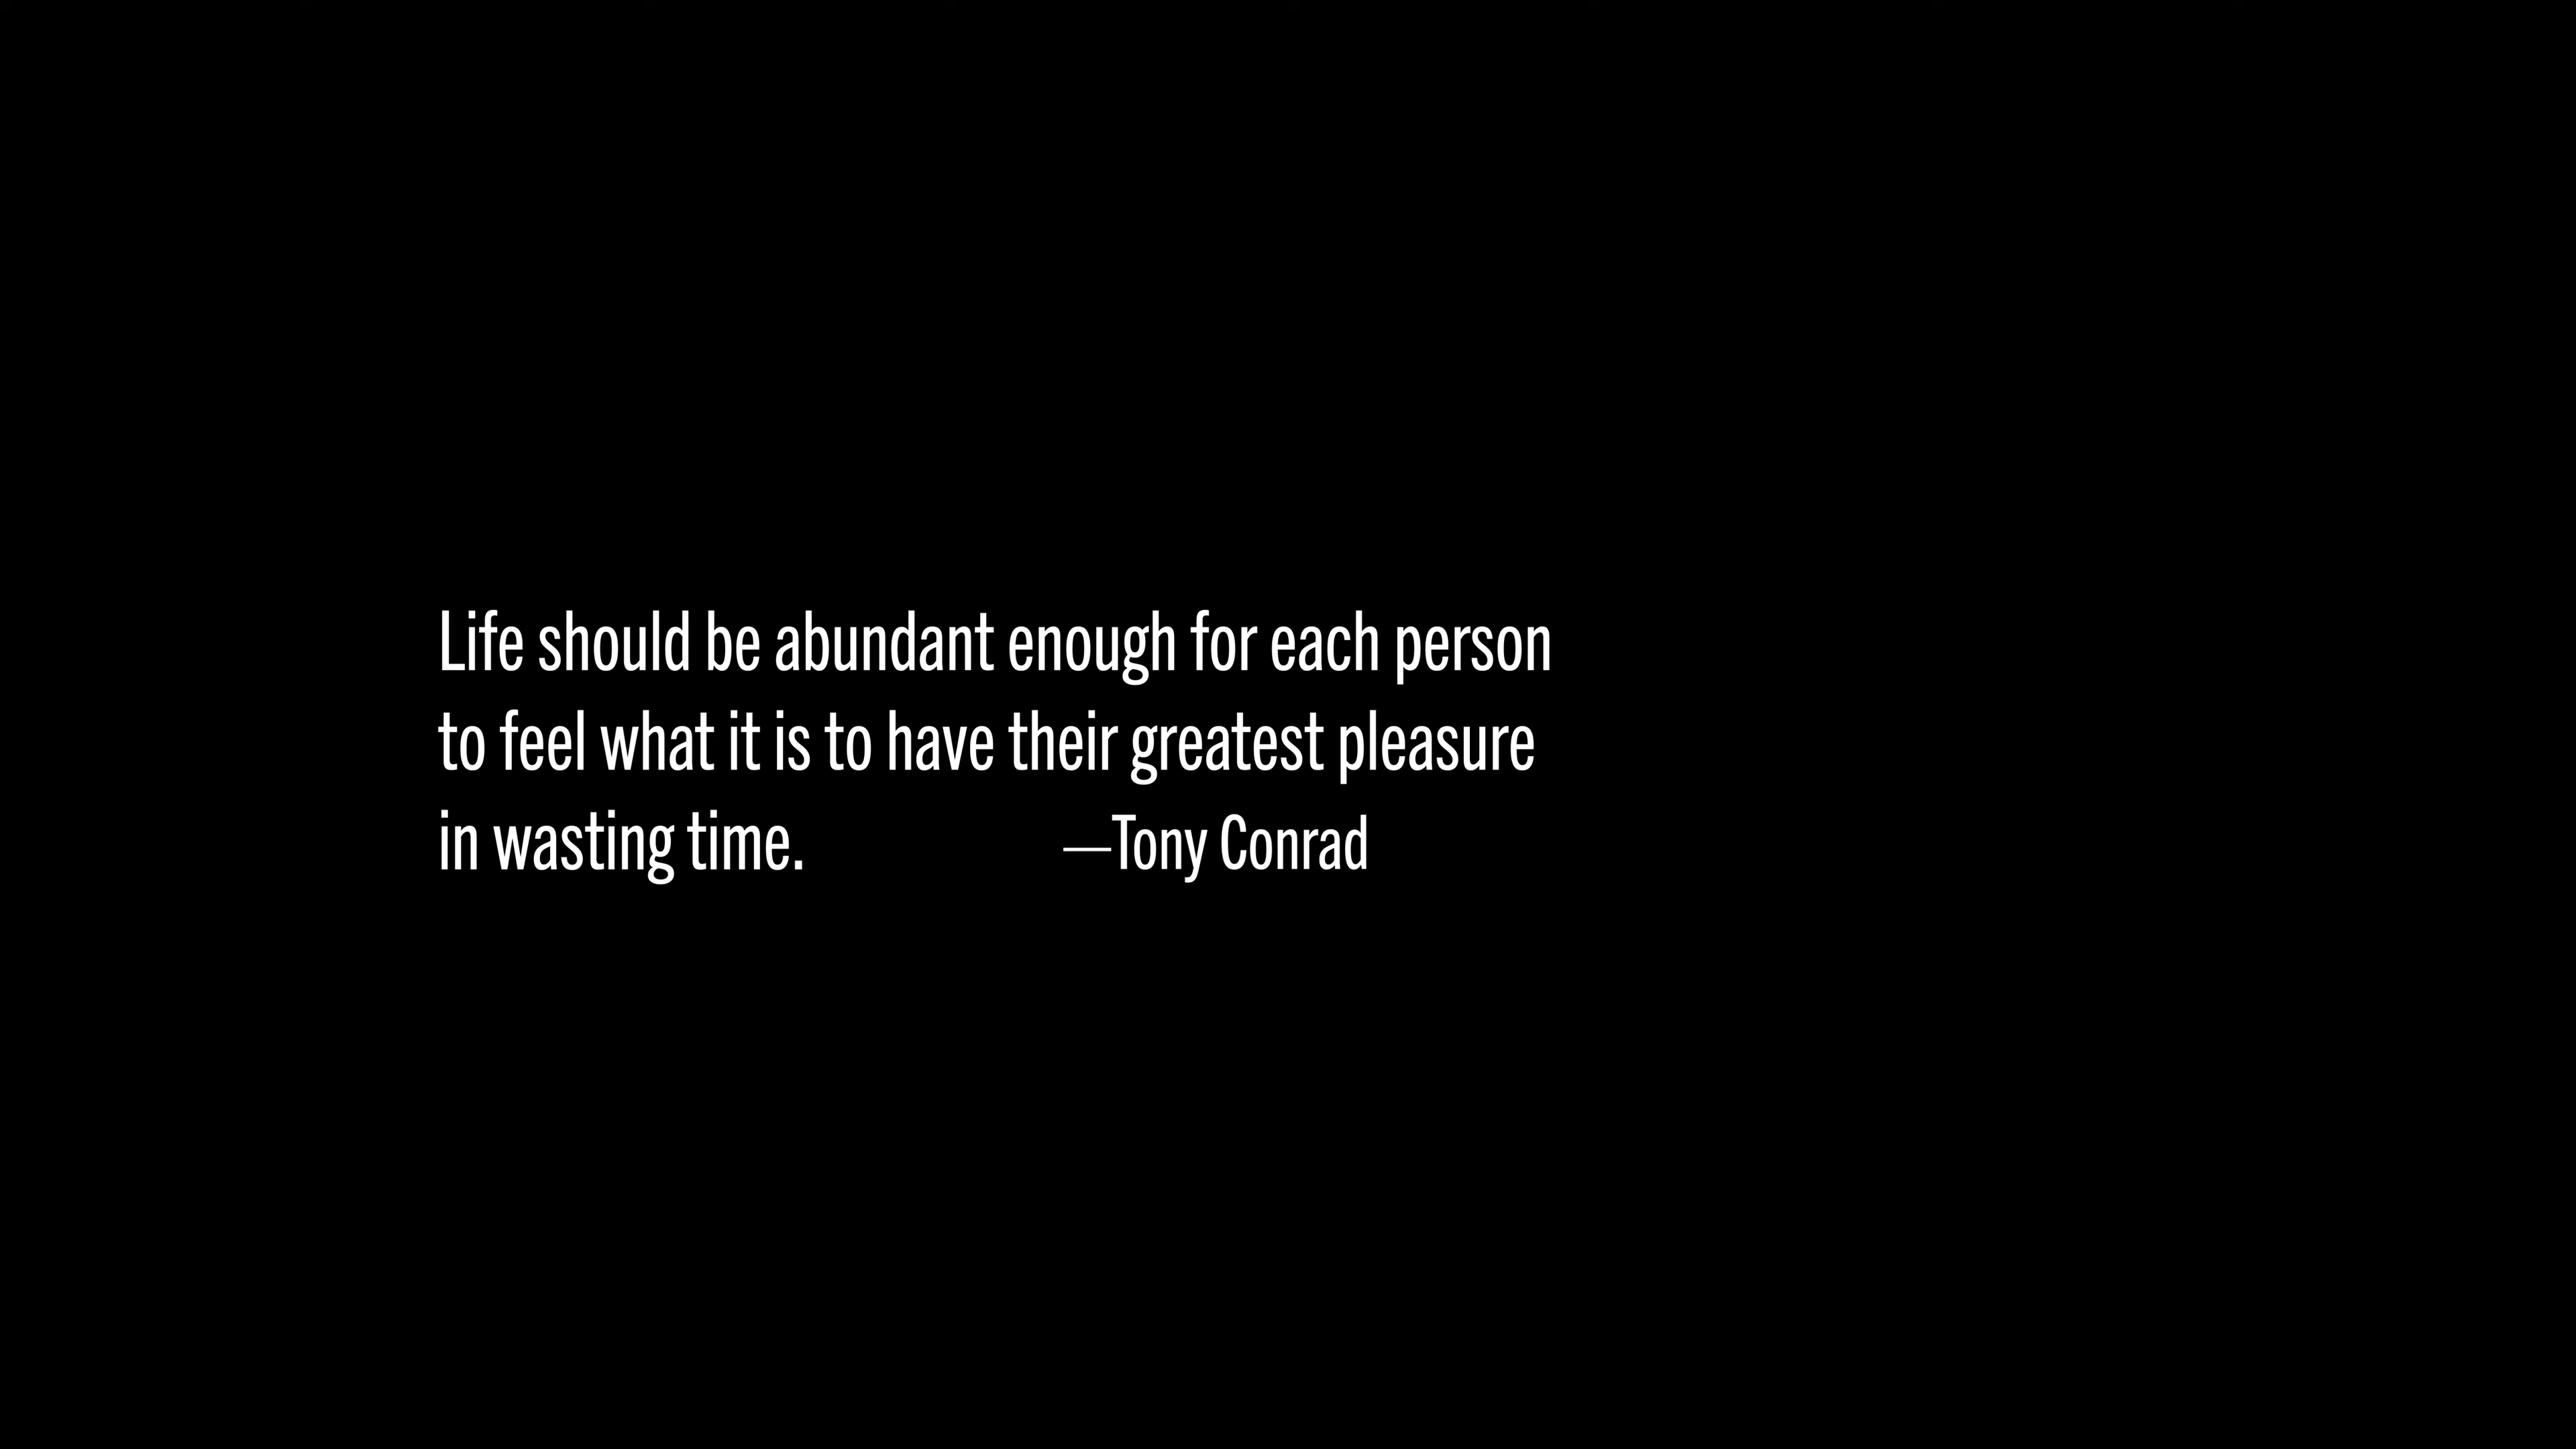 Life should be abundant enough for each person
to feel what it is to have their greatest pleasure
in wasting time. —Tony Conrad